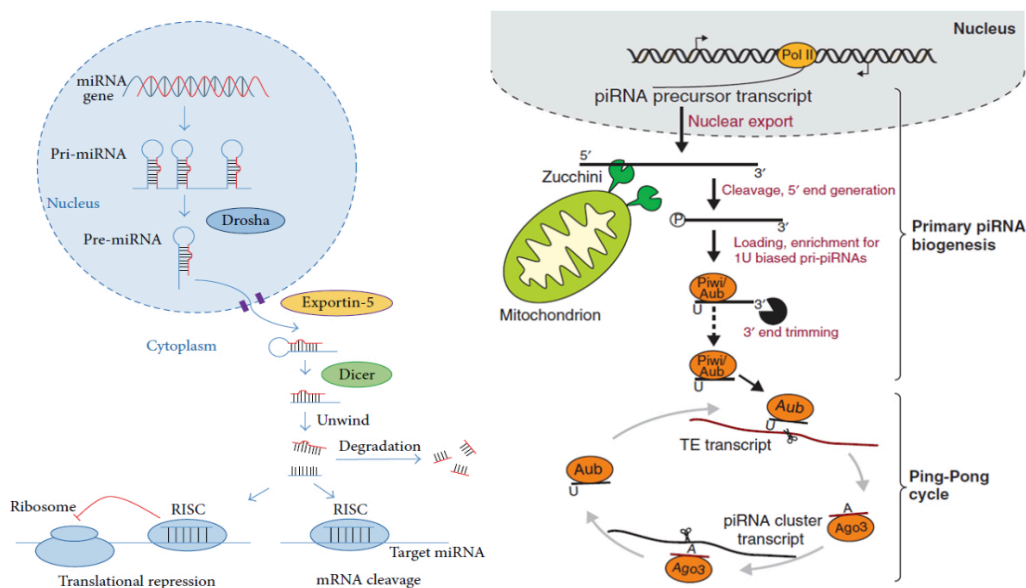 miRNA
gene
Pri-miRNA
Nucleus
Drosha
Pre-miRNA
Exportin-5
Cytoplasm
Dicer
Unwind
Degradation
Ribosome
RISC
RISC
Target miRNA
Translational repression
mRNA cleavage
Nucleus
Pol II
piRNA precursor transcript
Nuclear export
5′
3′
Zucchini
Cleavage, 5′ end generation
P
3′
Loading, enrichment for
1U biased pri-piRNAs
Piwi/
Aub
U
3′
Mitochondrion
3′ end trimming
Piwi/
Aub
U
Primary piRNA
biogenesis
Aub
U
TE transcript
Aub
U
A
Ago3
piRNA cluster
transcript
A
Ago3
Ping-Pong
cycle